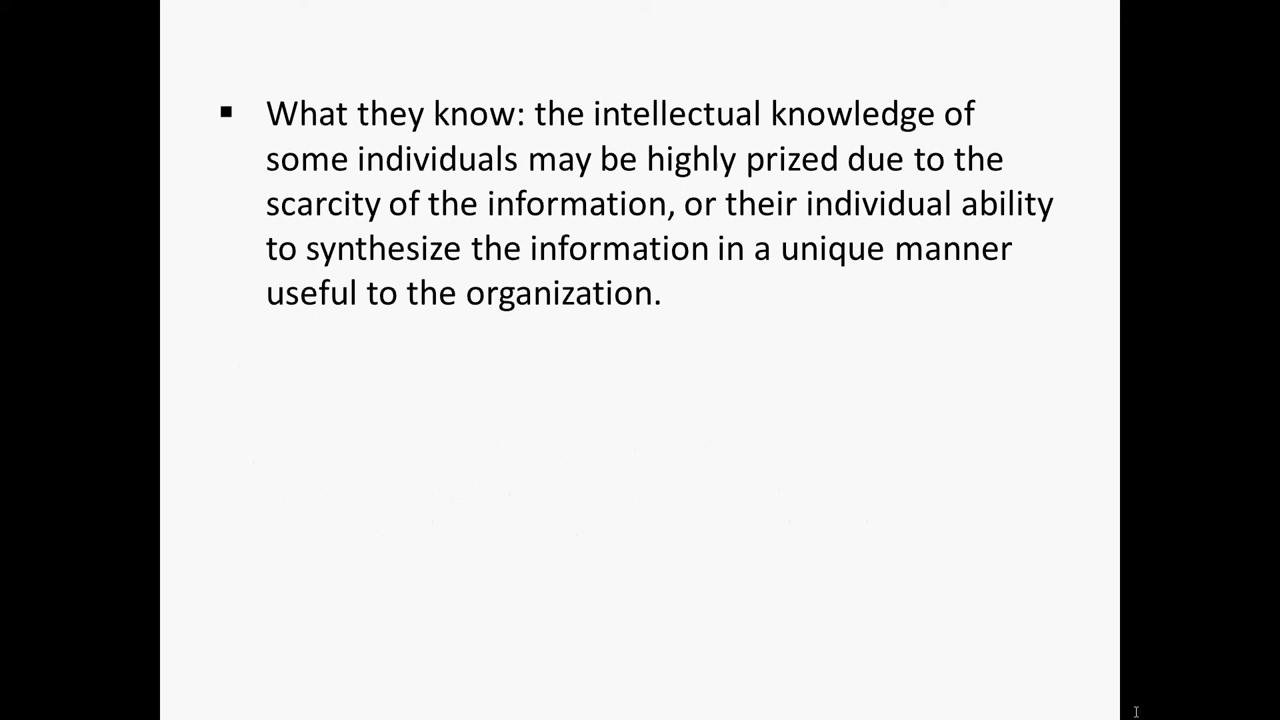 ▪ What they know: the intellectual knowledge of
some individuals may be highly prized due to the
scarcity of the information, or their individual ability
to synthesize the information in a unique manner
useful to the organization.